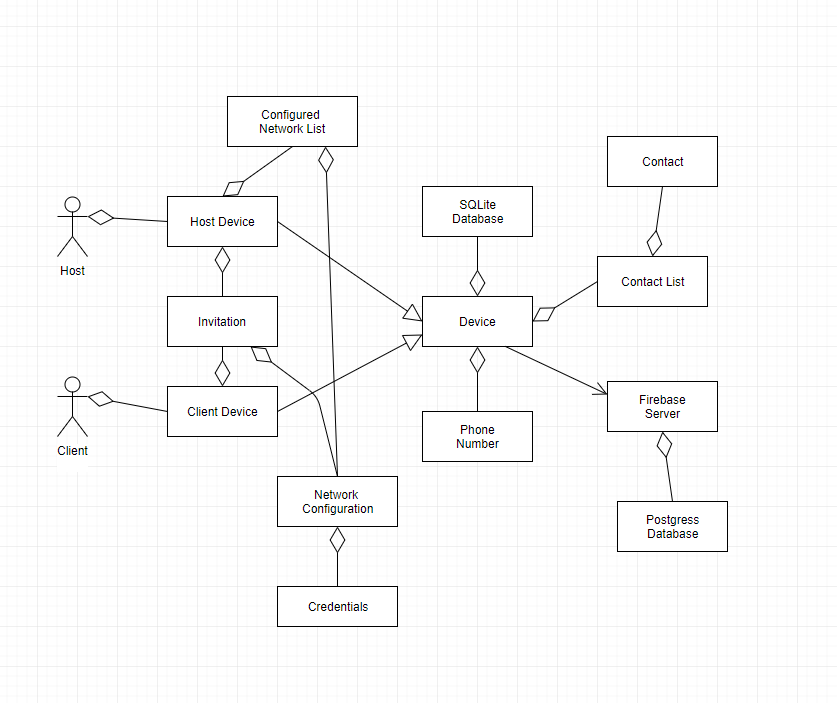 Configured
Network List
Contact
SQLite
Database
Host Device
Host
Contact List
Invitation
Device
Client Device
Firebase
Server
Client
Phone
Number
Network
Configuration
Postgress
Database
Credentials